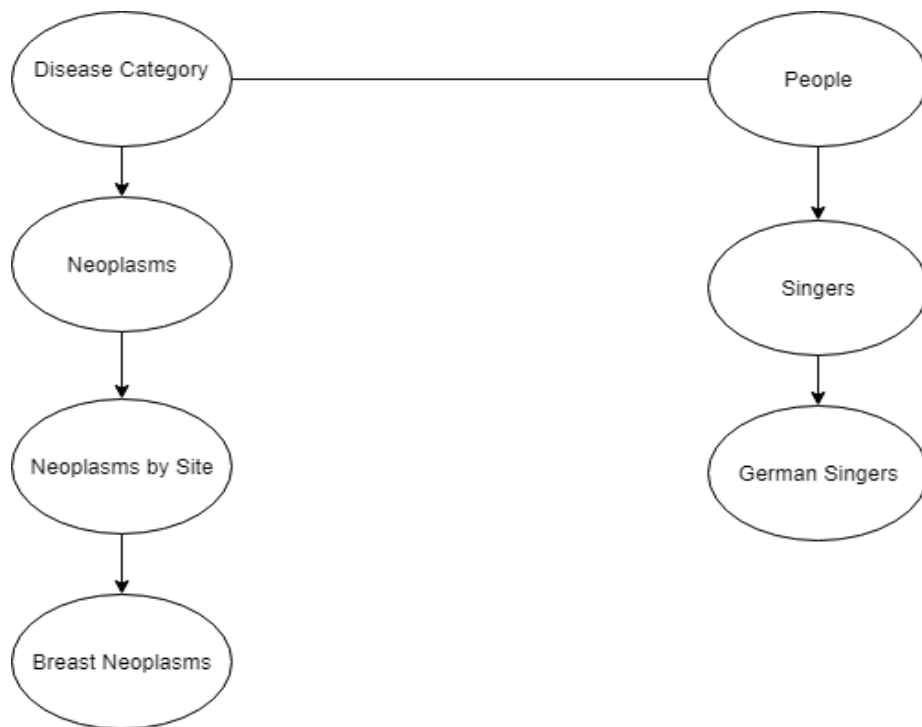 Disease Category
People
Neoplasms
Singers
Neoplasms by Site
German Singers
Breast Neoplasms